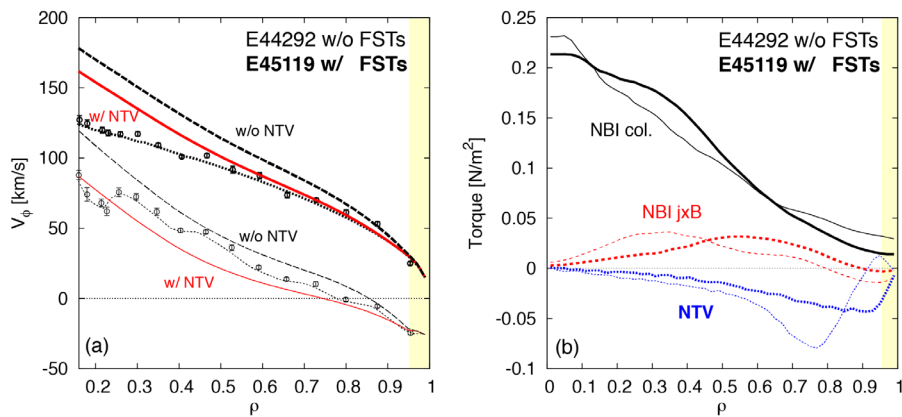 E44292 w/o FSTs
E45119 w/ FSTs
200
150
100
50
0
-50
Vϕ [km/s]
w/ NTV
w/o NTV
w/o NTV
w/ NTV
(a)
0.2 0.3 0.4 0.5 0.6 0.7 0.8 0.9 1
ρ
E44292 w/o FSTs
E45119 w/ FSTs
0.25
0.2
0.15
0.1
0.05
0
-0.05
-0.1
Torque [N/m²]
NBI col.
NBI jxB
NTV
(b)
0 0.1 0.2 0.3 0.4 0.5 0.6 0.7 0.8 0.9 1
ρ